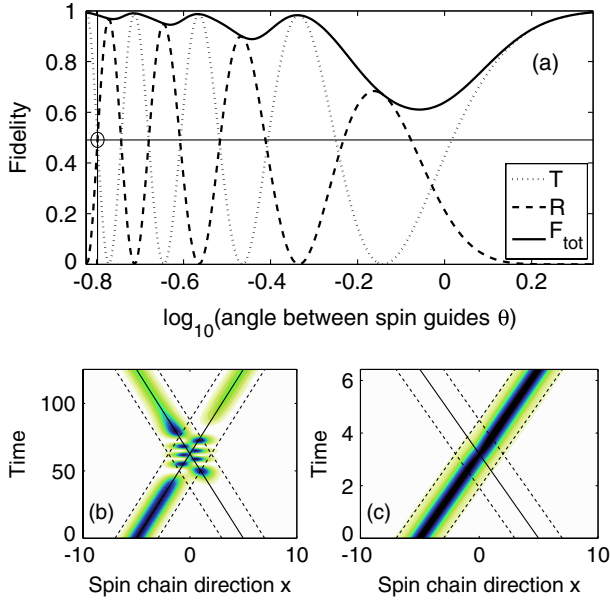 1
0.8
0.6
0.4
0.2
0
Fidelity
(a)
T
R
F_tot
-0.8 -0.6 -0.4 -0.2 0 0.2
log_10(angle between spin guides θ)
100
50
0
Time
(b)
-10 0 10
Spin chain direction x
6
4
2
0
Time
(c)
-10 0 10
Spin chain direction x